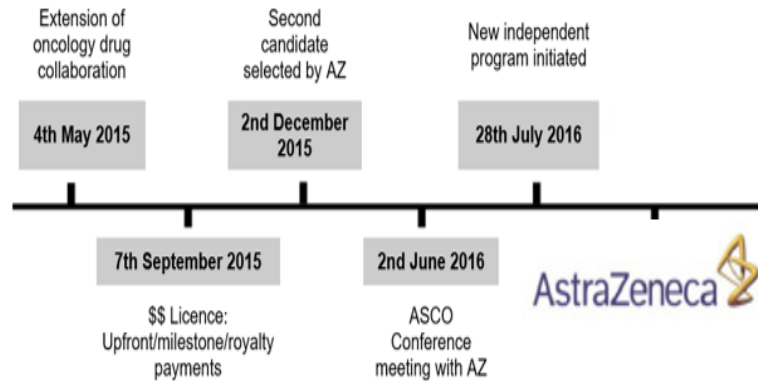 Extension of
oncology drug
collaboration
4th May 2015
Second
candidate
selected by AZ
2nd December
2015
New independent
program initiated
28th July 2016
7th September 2015
$$ Licence:
Upfront/milestone/royalty
payments
2nd June 2016
ASCO
Conference
meeting with AZ
AstraZeneca